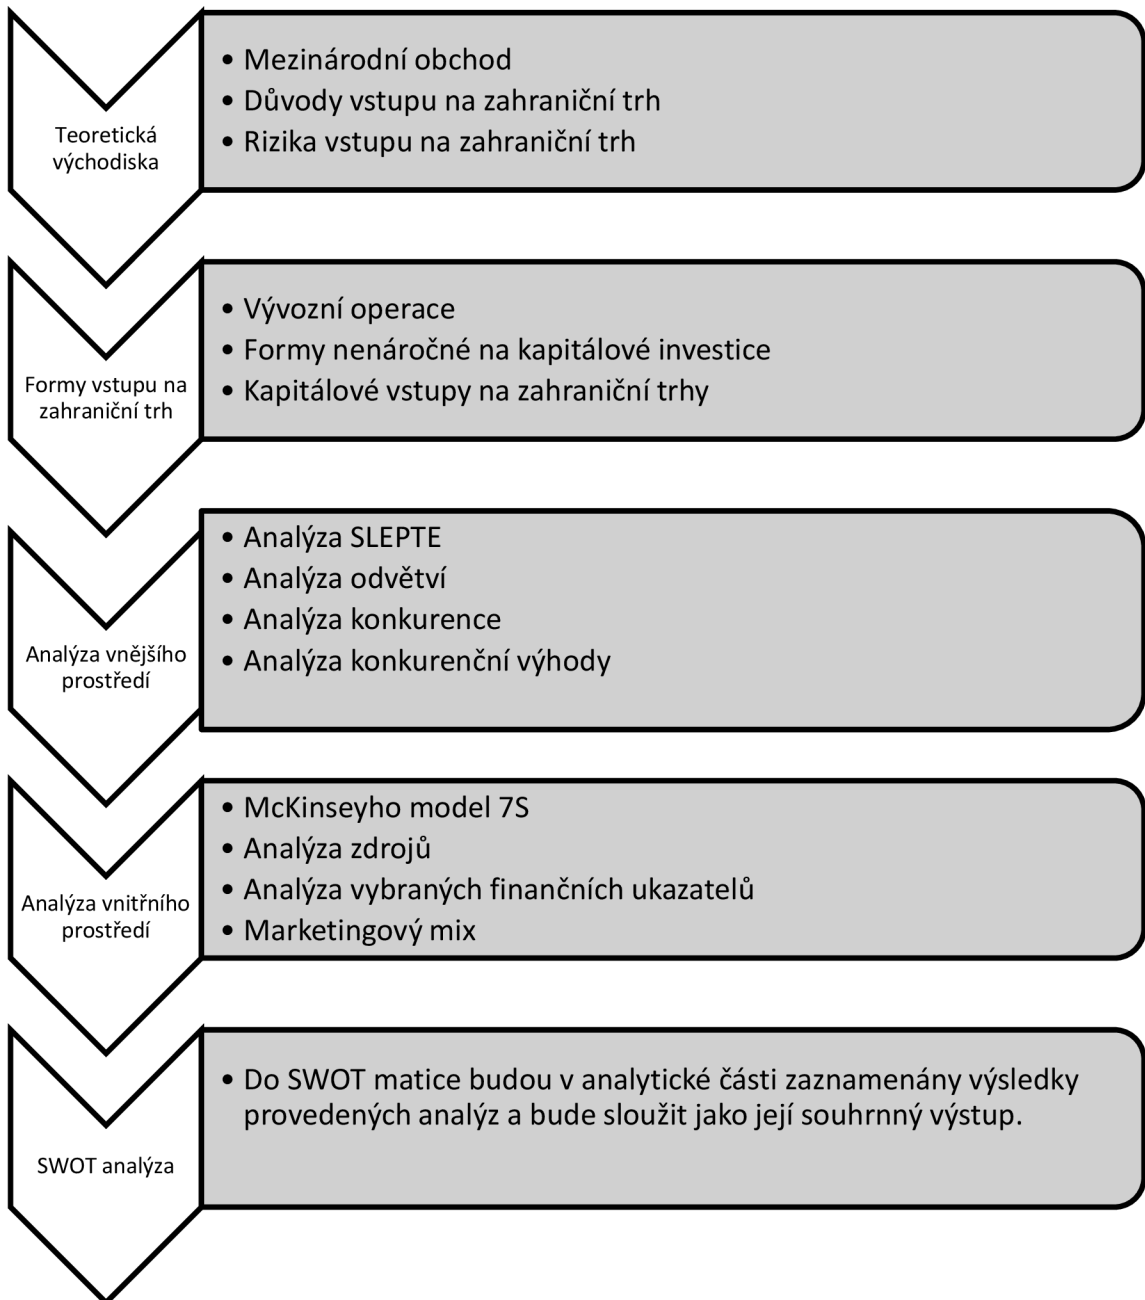 Teoretická
východiska
• Mezinárodní obchod
• Důvody vstupu na zahraniční trh
• Rizika vstupu na zahraniční trh
Formy vstupu na
zahraniční trh
• Vývozní operace
• Formy nenáročné na kapitálové investice
• Kapitálové vstupy na zahraniční trhy
Analýza vnějšího
prostředí
• Analýza SLEPTE
• Analýza odvětví
• Analýza konkurence
• Analýza konkurenční výhody
Analýza vnitřního
prostředí
• McKinseyho model 7S
• Analýza zdrojů
• Analýza vybraných finančních ukazatelů
• Marketingový mix
SWOT analýza
• Do SWOT matice budou v analytické části zaznamenány výsledky
provedených analýz a bude sloužit jako její souhrnný výstup.